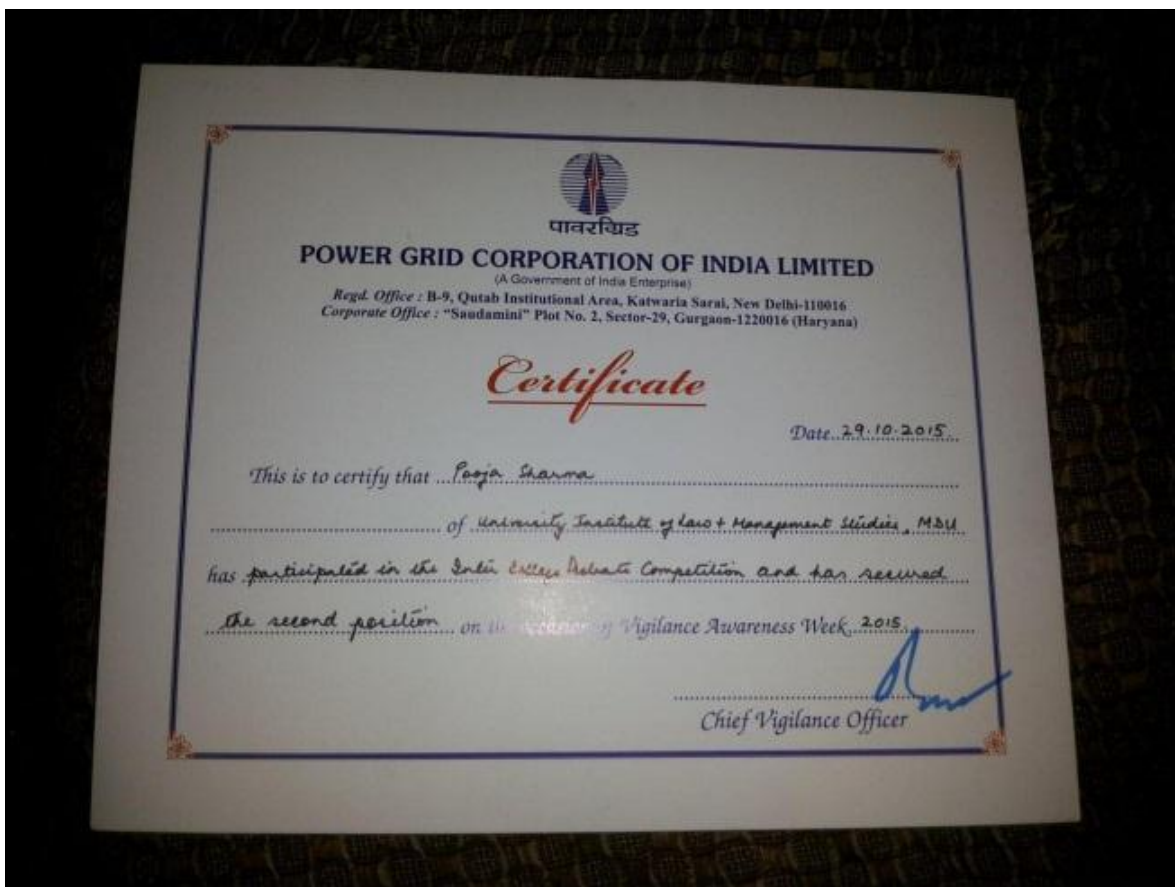 पावरग्रिड
POWER GRID CORPORATION OF INDIA LIMITED
(A Government of India Enterprise)
Regd. Office : B-9, Qutab Institutional Area, Katwaria Sarai, New Delhi-110016
Corporate Office : "Saudamini" Plot No. 2, Sector-29, Gurgaon-1220016 (Haryana)
Certificate
Date 29.10.2015
This is to certify that Pooja Sharma
of University Institute of Law + Management Studies, MDU
has participated in the Inter College Debate Competition and has secured
the second position on the occasion of Vigilance Awareness Week, 2015
Chief Vigilance Officer